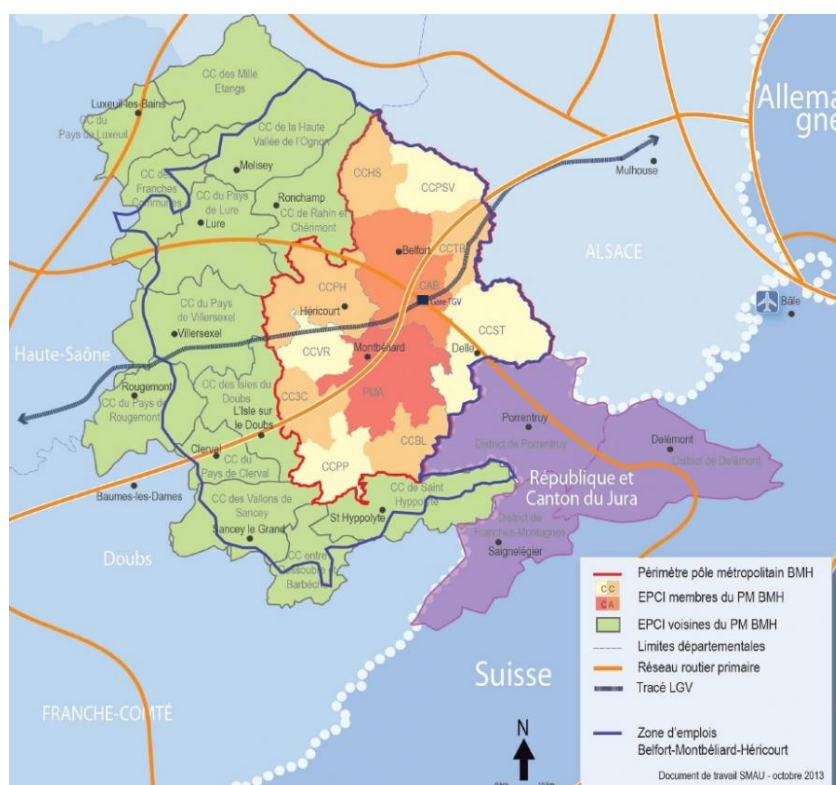 CC des Mille
Etangs
Luxeuil-les-Bains
CC du
Pays de Luxeuil
CC de la Haute
Vallée de l'Ognon
Melisey
CC des
Franches
Communes
CC du Pays
de Lure
Lure
Ronchamp
CC de Rahin et
Chérimont
CCHS
CCPSV
Belfort
CCTB
CAB
Gare TGV
CCPH
Héricourt
CCST
CCVR
Montbéliard
Delle
PMA
CC3C
CCBL
CCPP
CC du Pays
de Villersexel
Villersexel
Haute-Saône
Rougemont
CC du Pays de
Rougemont
CC des Isles du
Doubs
L'Isle sur
le Doubs
Clerval
CC du
Pays de Clerval
Baumes-les-Dames
CC des Vallons de
Sancey
Sancey le Grand
CC de Saint
Hyppolyte
St Hyppolyte
CC entre
Dessoubre et
Barbèche
Doubs
FRANCHE-COMTÉ
Allema
gne
Mulhouse
ALSACE
Bâle
Porrentruy
District de Porrentruy
Delémont
District de Delémont
République et
Canton du Jura
District de
Franches-Montagnes
Saignelégier
Suisse
N
Périmètre pôle métropolitain BMH
CC
CA
EPCI membres du PM BMH
EPCI voisines du PM BMH
Limites départementales
Réseau routier primaire
Tracé LGV
Zone d'emplois
Belfort-Montbéliard-Héricourt
Document de travail SMAU - octobre 2013